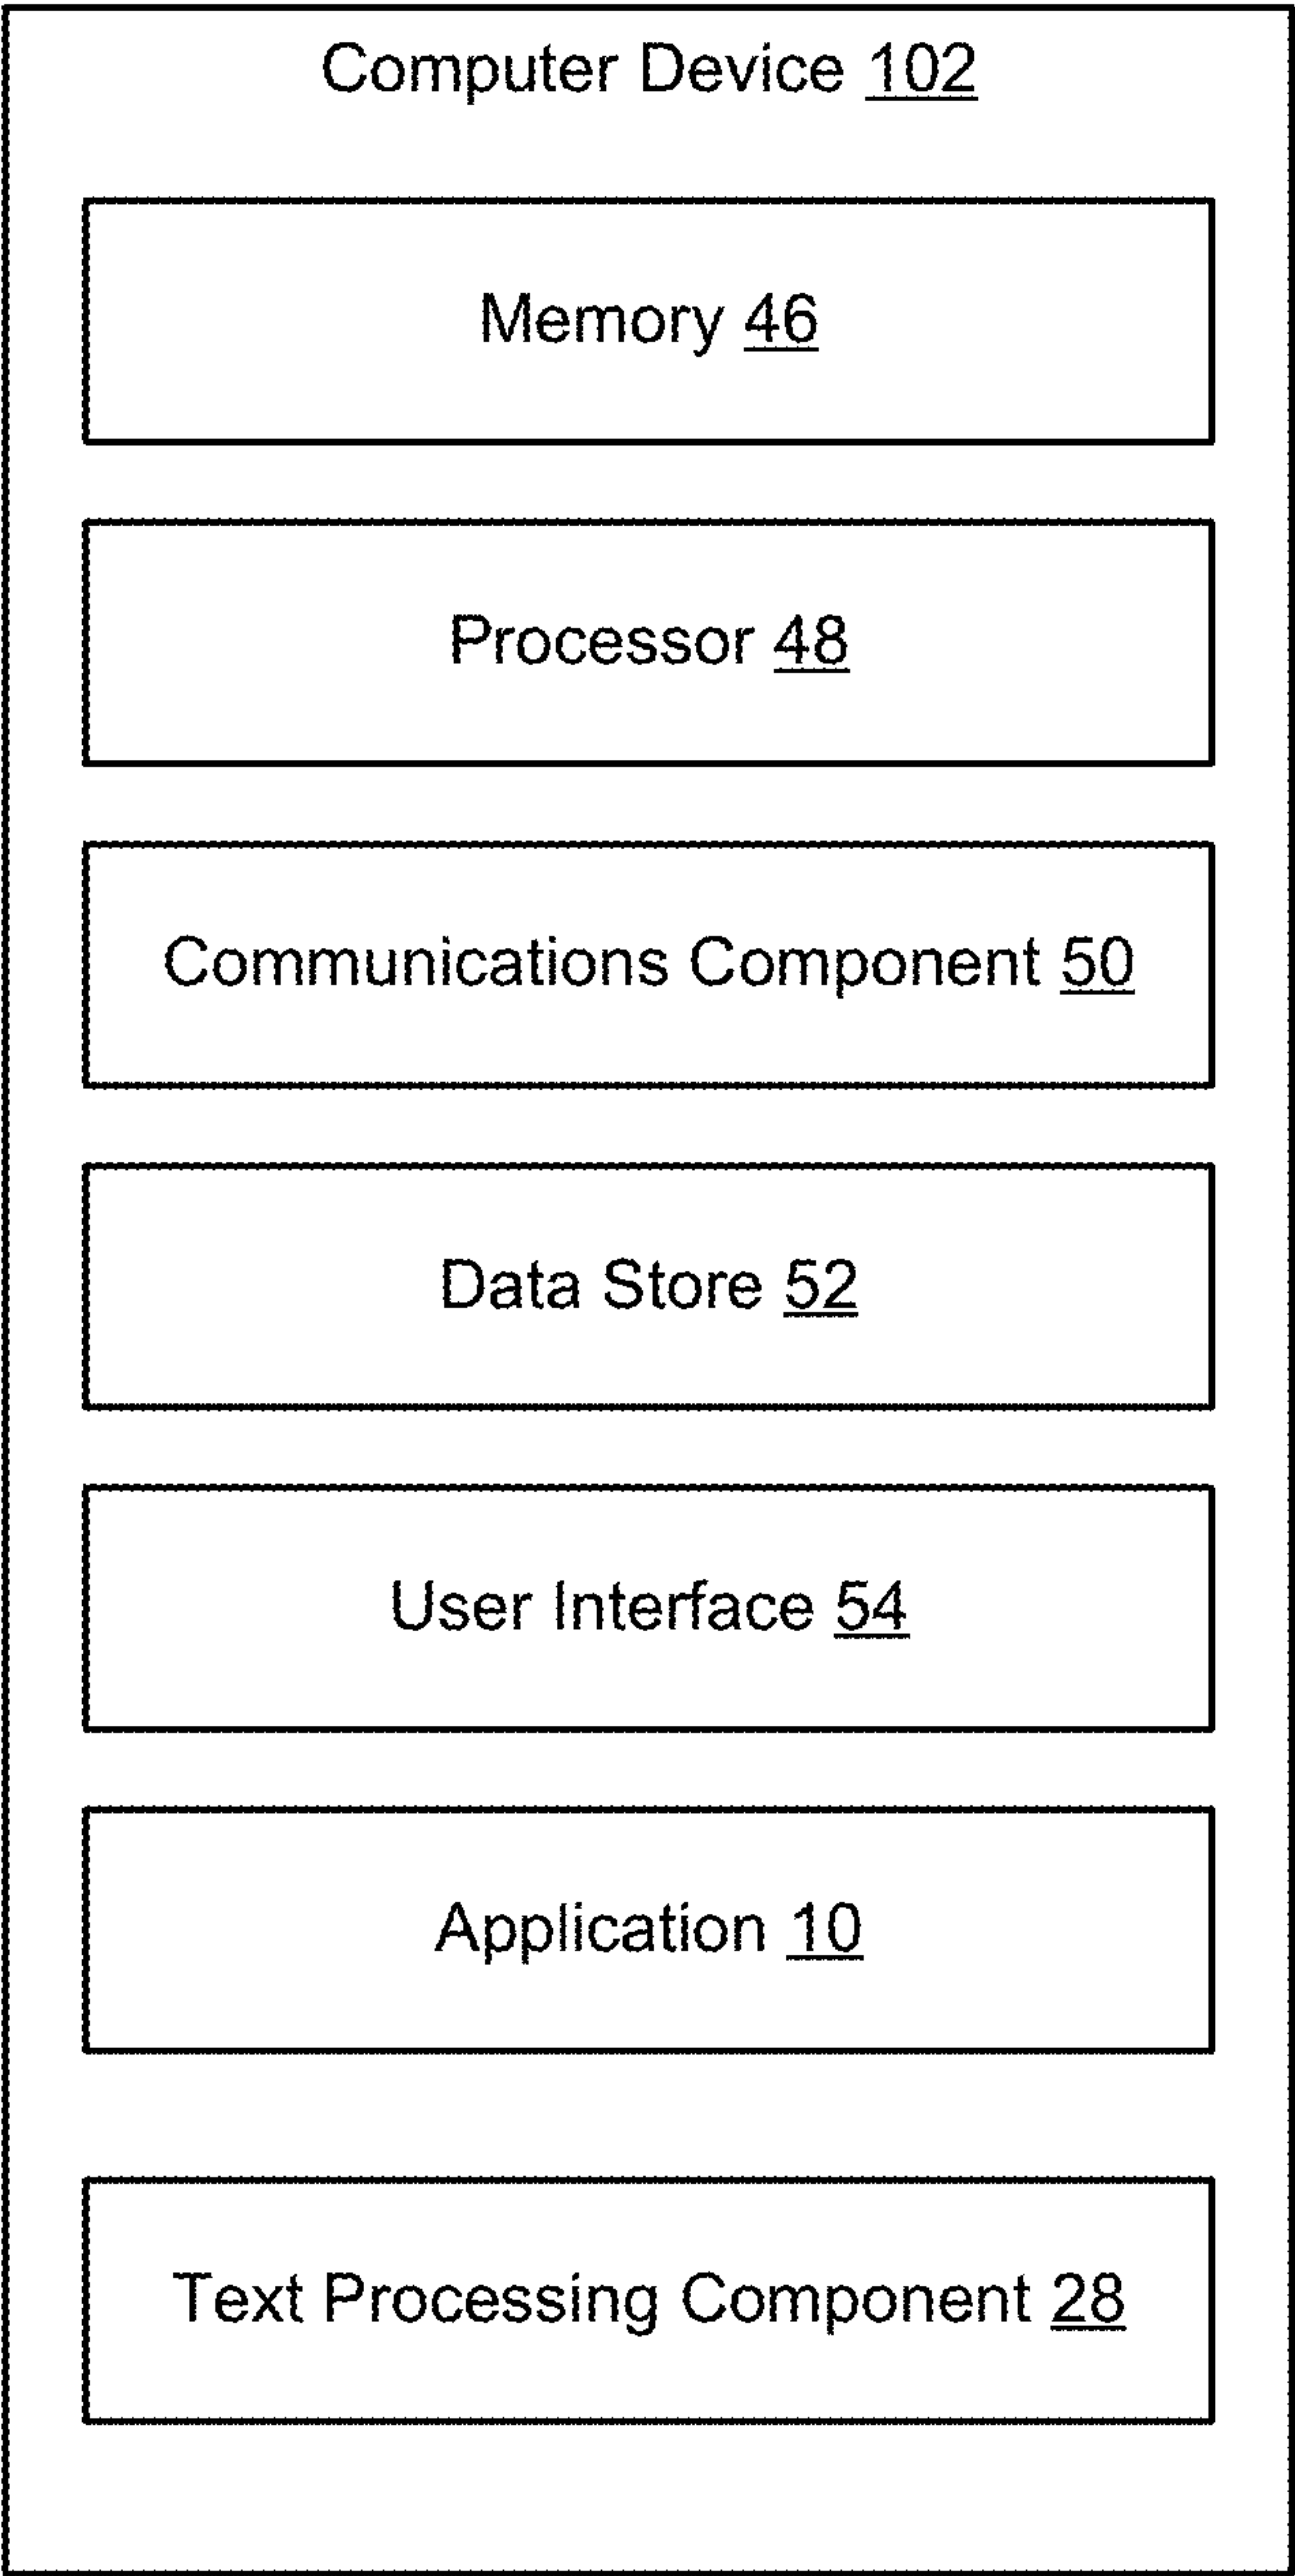 Computer Device 102
Memory 46
Processor 48
Communications Component 50
Data Store 52
User Interface 54
Application 10
Text Processing Component 28